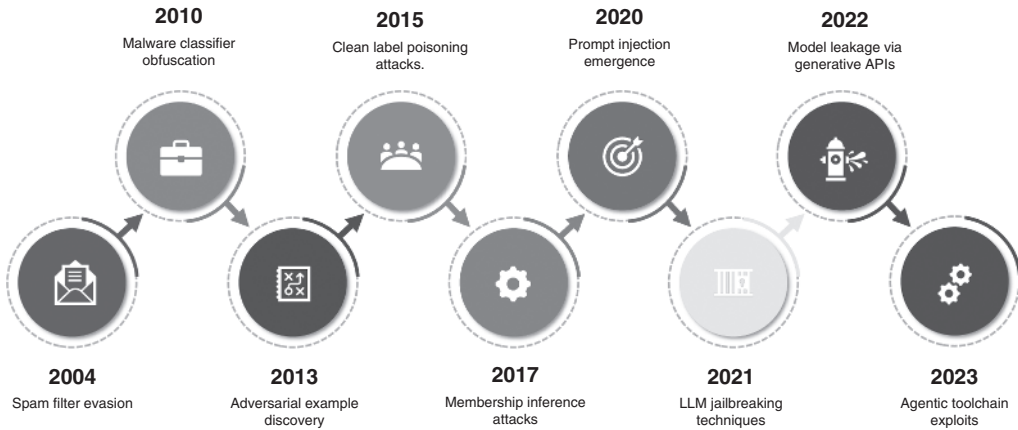 2010
Malware classifier
obfuscation
2015
Clean label poisoning
attacks.
2020
Prompt injection
emergence
2022
Model leakage via
generative APIs
2004
Spam filter evasion
2013
Adversarial example
discovery
2017
Membership inference
attacks
2021
LLM jailbreaking
techniques
2023
Agentic toolchain
exploits